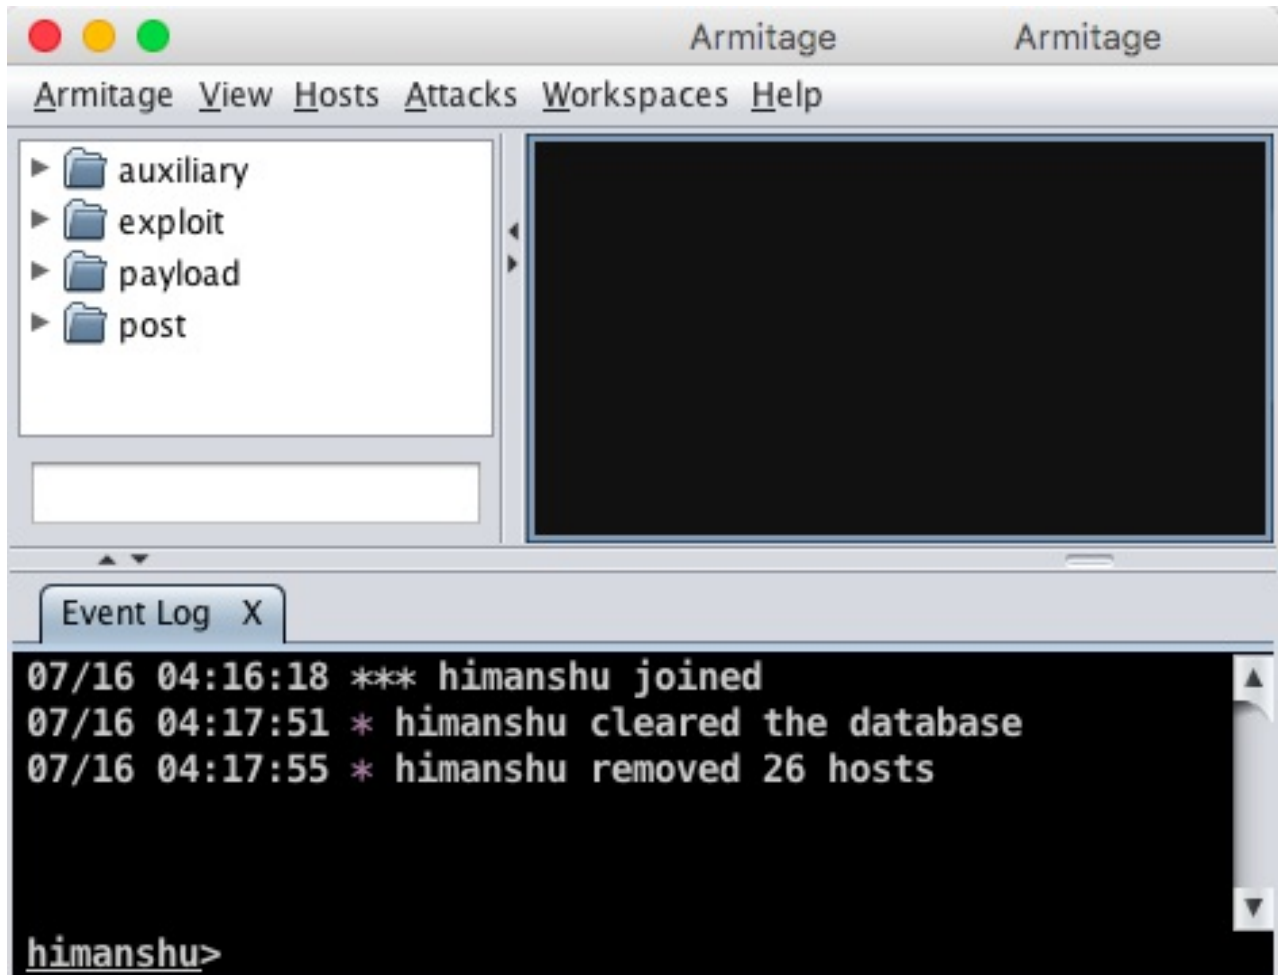 Armitage Armitage
Armitage View Hosts Attacks Workspaces Help
auxiliary
exploit
payload
post
Event Log X
07/16 04:16:18 *** himanshu joined
07/16 04:17:51 * himanshu cleared the database
07/16 04:17:55 * himanshu removed 26 hosts
himanshu>